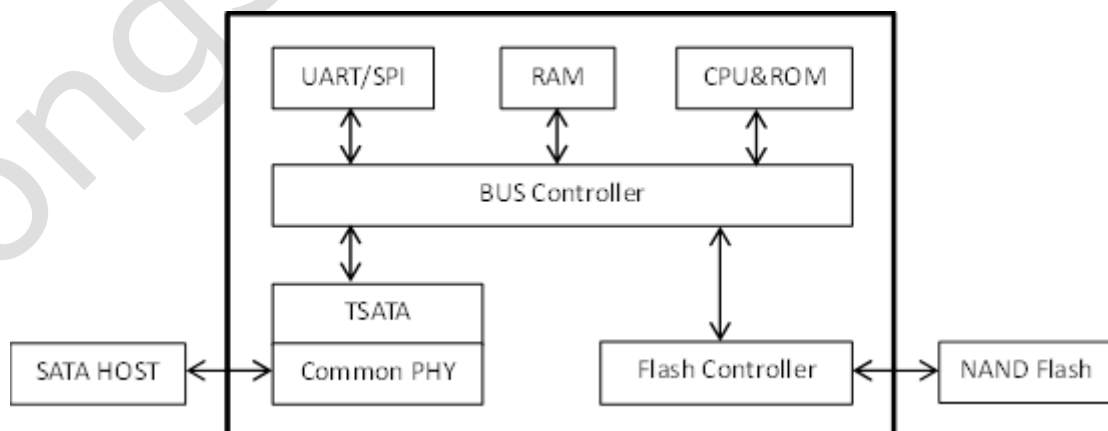 UART/SPI
RAM
CPU&ROM
BUS Controller
TSATA
SATA HOST
Common PHY
Flash Controller
NAND Flash